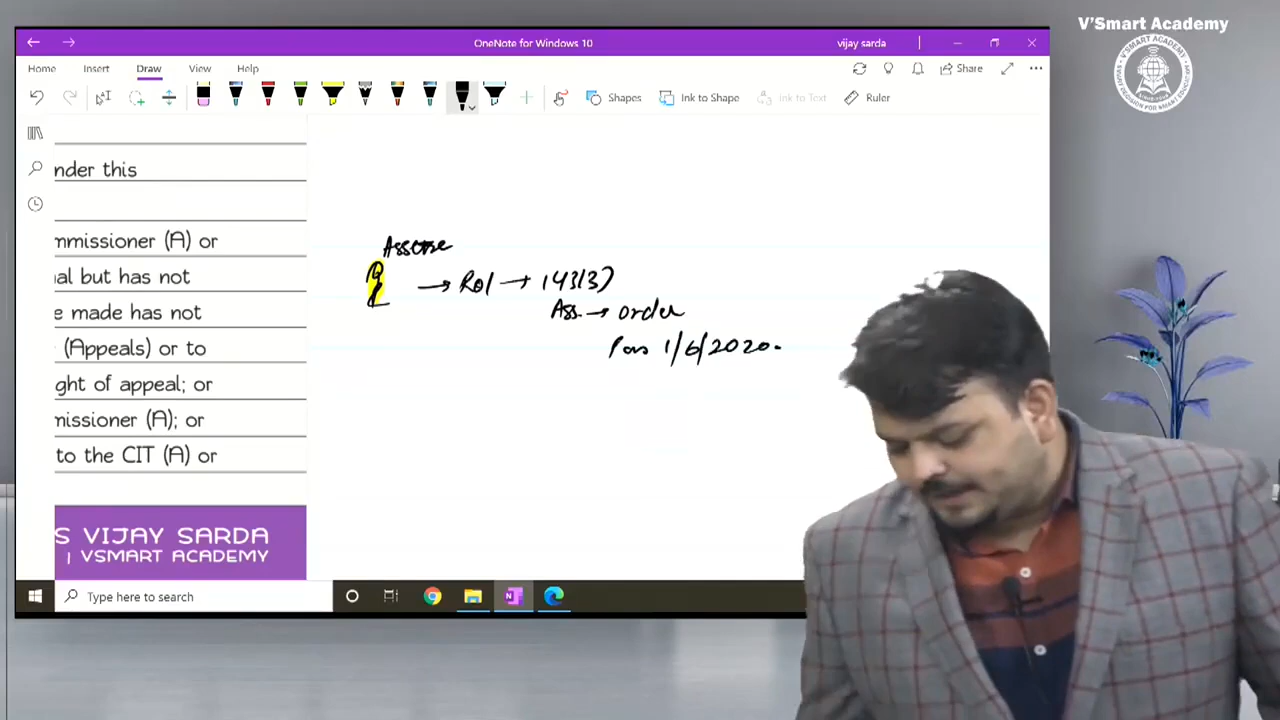 V'Smart Academy
OneNote for Windows 10
vijay sarda
Home Insert Draw View Help
Share
Shapes
Ink to Shape
Ink to Text
Ruler
nder this
mmissioner (A) or
al but has not
e made has not
(Appeals) or to
ght of appeal; or
missioner (A); or
to the CIT (A) or
S VIJAY SARDA
| VSMART ACADEMY
Assesse
→ RoI → 143(3)
Ass. → order
Pass 1/6/2020.
Type here to search